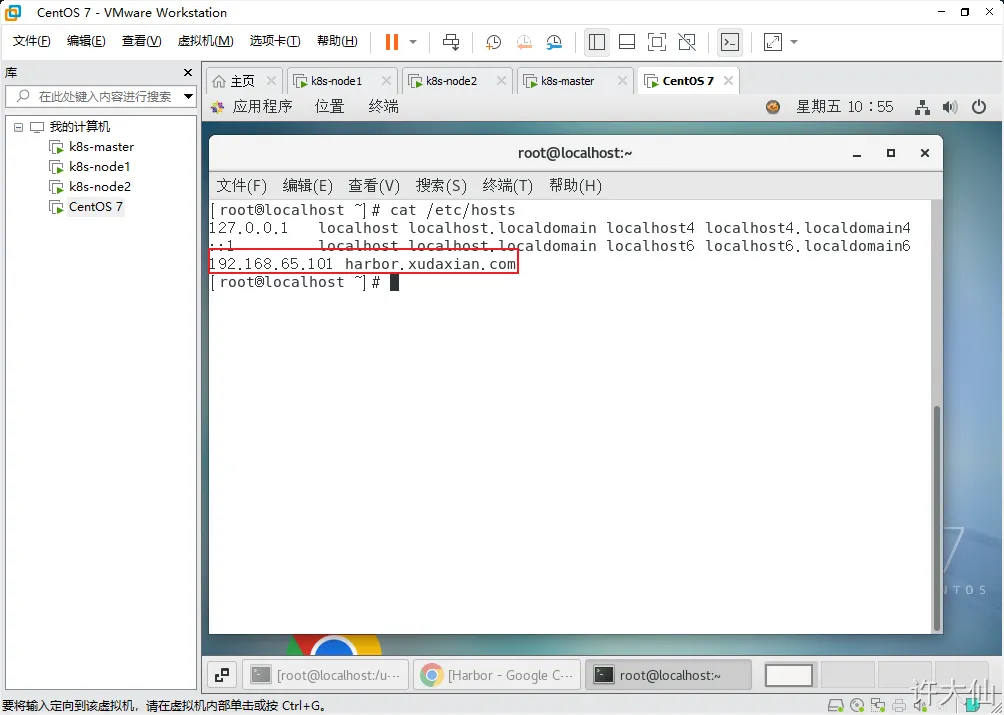 CentOS 7 - VMware Workstation
文件(F) 编辑(E) 查看(V) 虚拟机(M) 选项卡(T) 帮助(H)
库
在此处键入内容进行搜索
我的计算机
k8s-master
k8s-node1
k8s-node2
CentOS 7
主页 k8s-node1 k8s-node2 k8s-master CentOS 7
应用程序 位置 终端 星期五 10：55
root@localhost:~
文件(F) 编辑(E) 查看(V) 搜索(S) 终端(T) 帮助(H)
[root@localhost ~]# cat /etc/hosts
127.0.0.1 localhost localhost.localdomain localhost4 localhost4.localdomain4
::1 localhost localhost.localdomain localhost6 localhost6.localdomain6
192.168.65.101 harbor.xudaxian.com
[root@localhost ~]#
7
NTOS
[root@localhost:/u··· [Harbor - Google C··· root@localhost:~
要将输入定向到该虚拟机，请在虚拟机内部单击或按 Ctrl+G。
许大仙